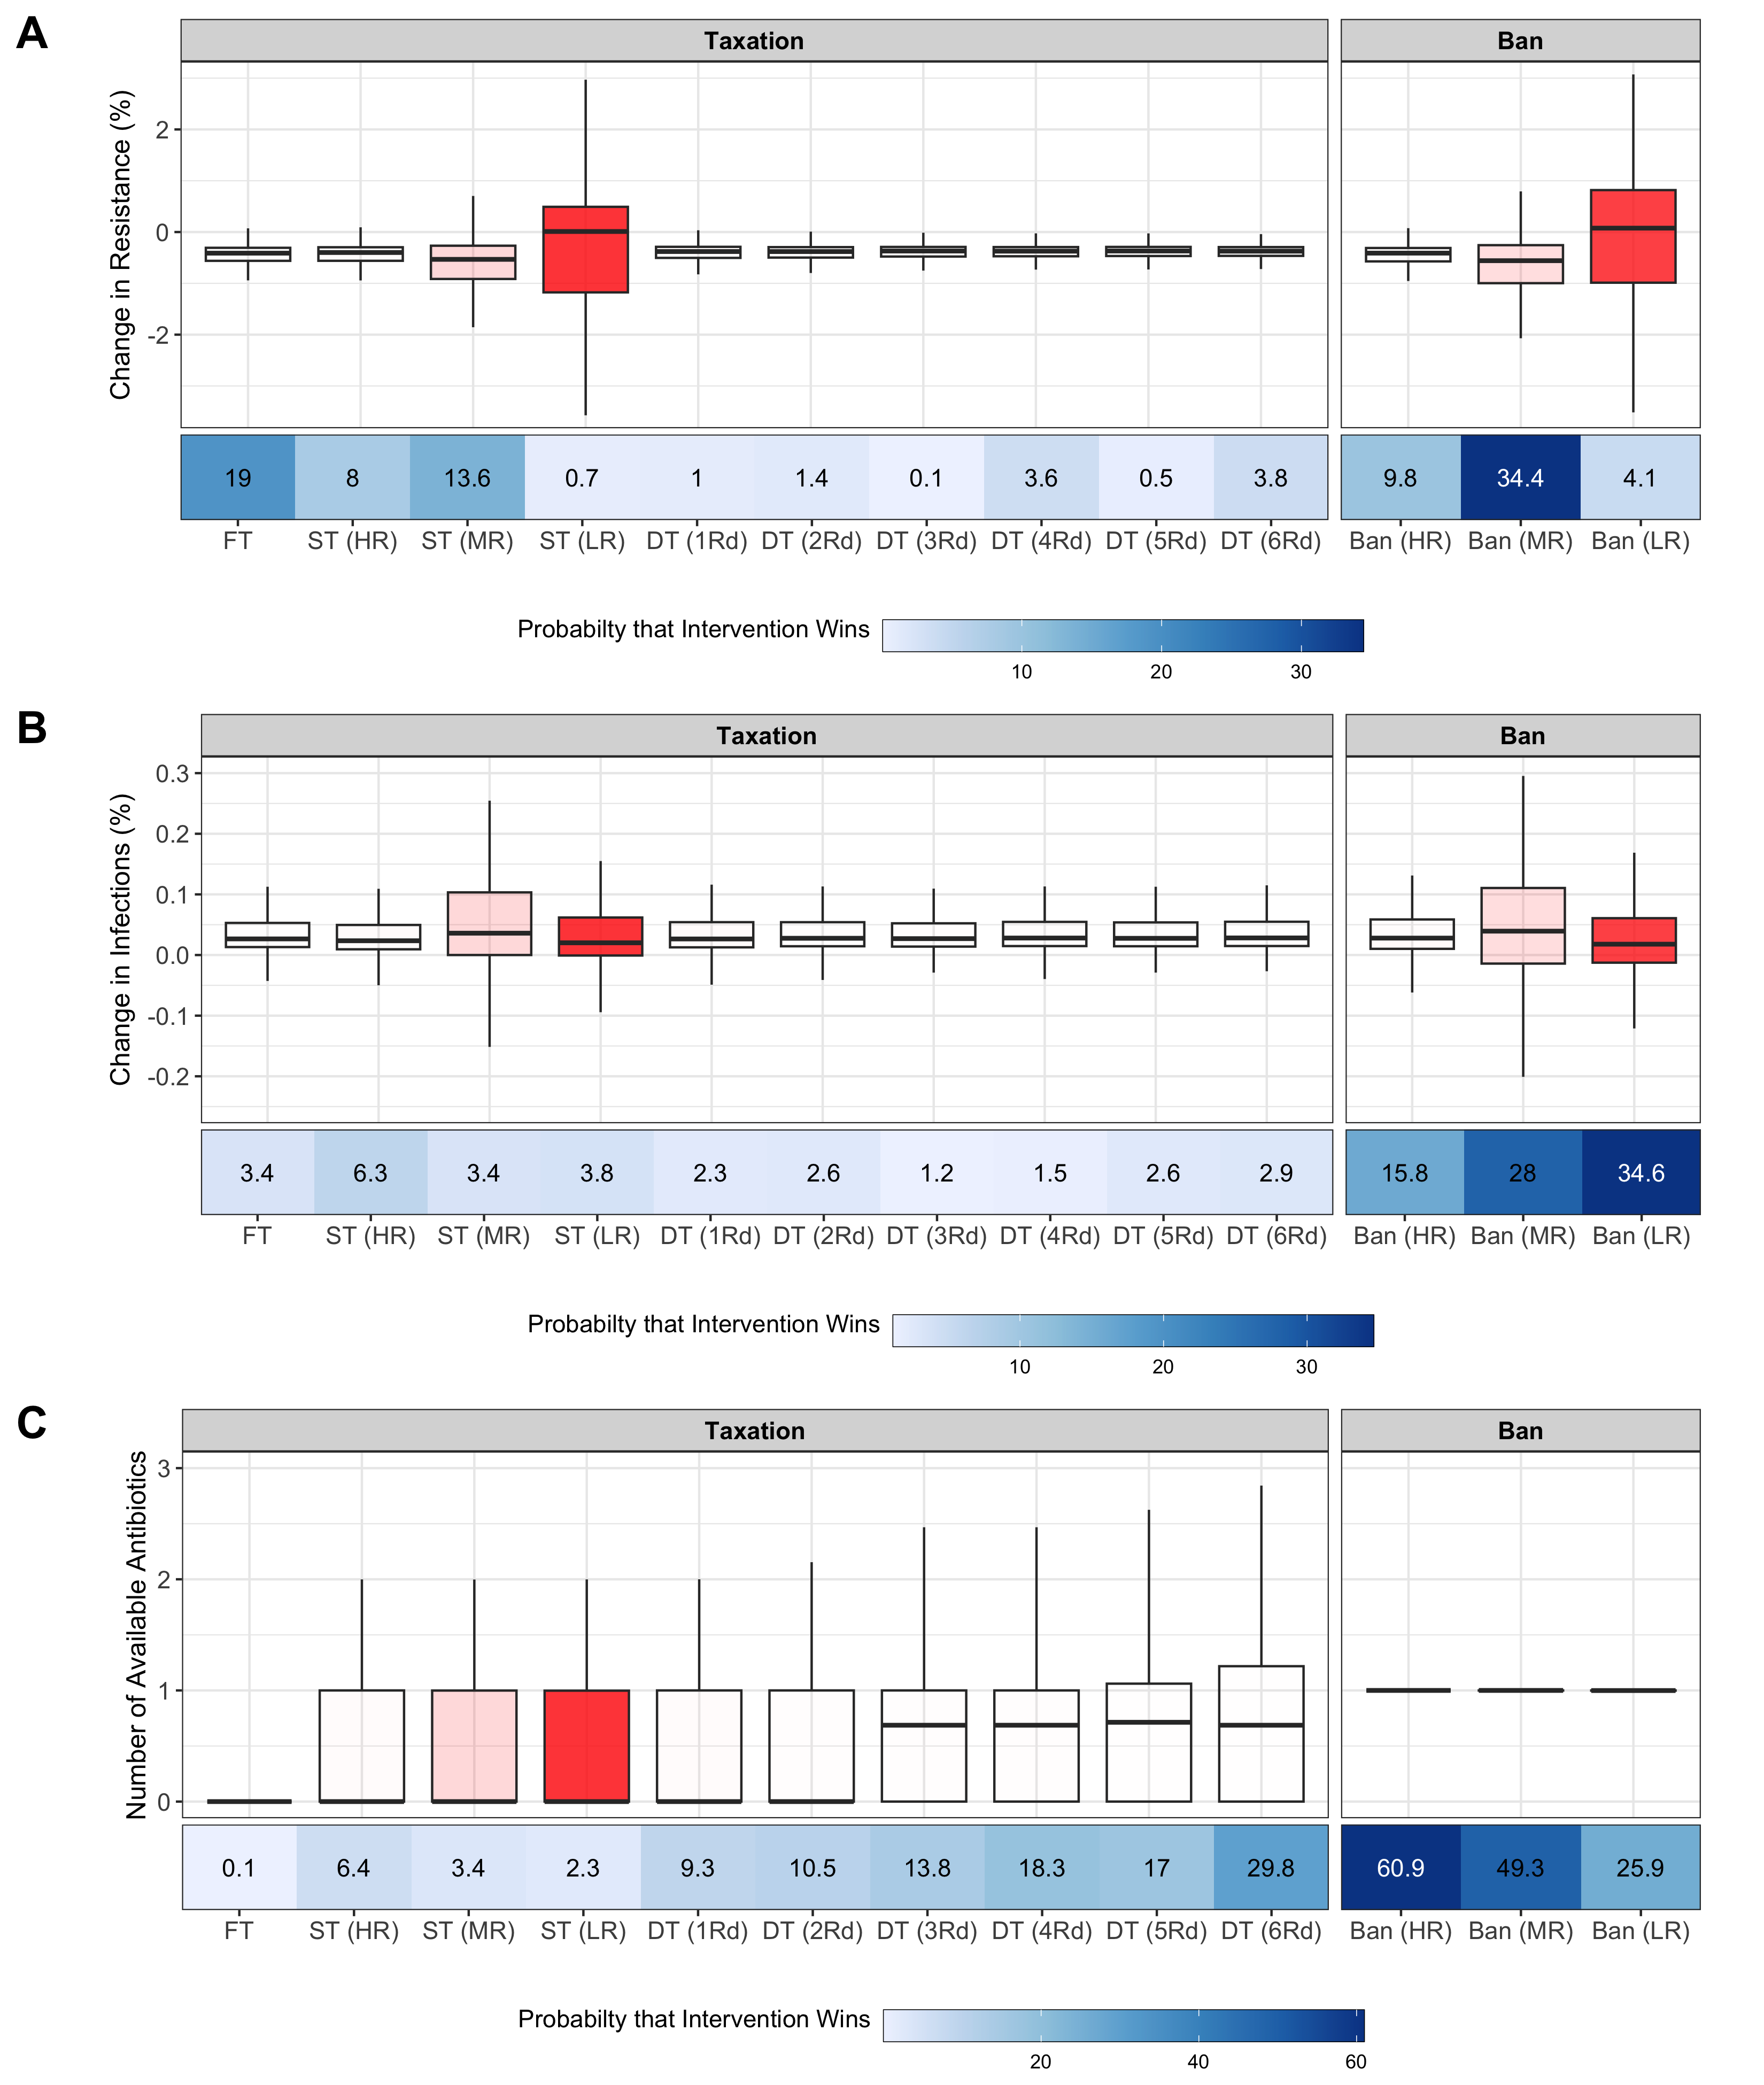 A
Taxation
Ban
Change in Resistance (%)
2
0
-2
19 8 13.6 0.7 1 1.4 0.1 3.6 0.5 3.8 9.8 34.4 4.1
FT ST (HR) ST (MR) ST (LR) DT (1Rd) DT (2Rd) DT (3Rd) DT (4Rd) DT (5Rd) DT (6Rd) Ban (HR) Ban (MR) Ban (LR)
Probabilty that Intervention Wins
10 20 30
B
Taxation
Ban
Change in Infections (%)
0.3
0.2
0.1
0.0
-0.1
-0.2
3.4 6.3 3.4 3.8 2.3 2.6 1.2 1.5 2.6 2.9 15.8 28 34.6
FT ST (HR) ST (MR) ST (LR) DT (1Rd) DT (2Rd) DT (3Rd) DT (4Rd) DT (5Rd) DT (6Rd) Ban (HR) Ban (MR) Ban (LR)
Probabilty that Intervention Wins
10 20 30
C
Taxation
Ban
Number of Available Antibiotics
3
2
1
0
0.1 6.4 3.4 2.3 9.3 10.5 13.8 18.3 17 29.8 60.9 49.3 25.9
FT ST (HR) ST (MR) ST (LR) DT (1Rd) DT (2Rd) DT (3Rd) DT (4Rd) DT (5Rd) DT (6Rd) Ban (HR) Ban (MR) Ban (LR)
Probabilty that Intervention Wins
20 40 60